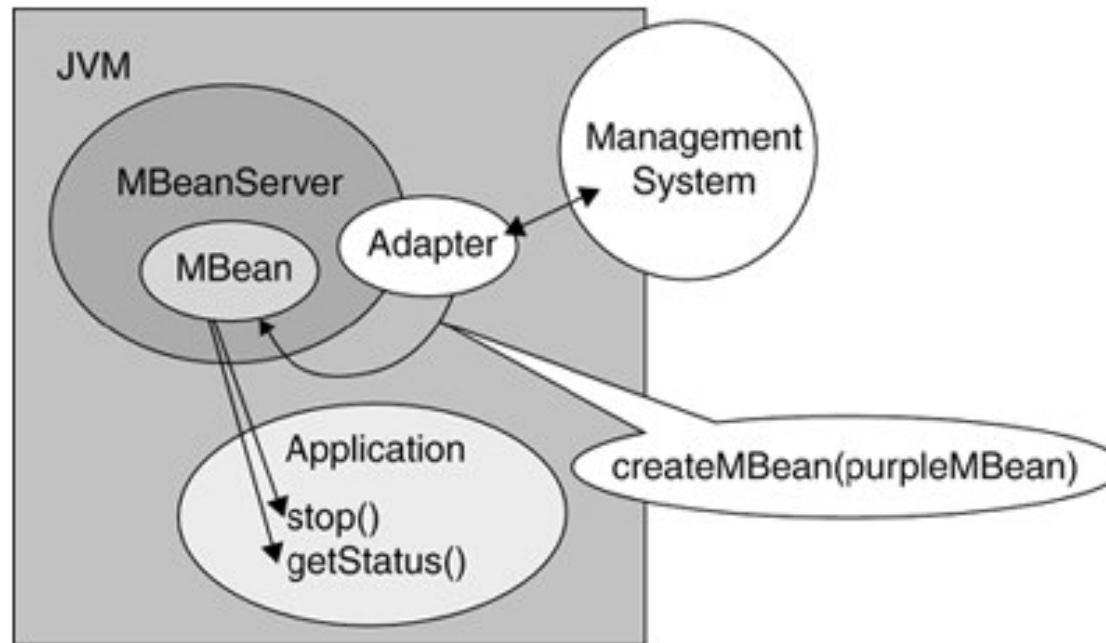 JVM
MBeanServer
MBean
Adapter
Management
System
Application
stop()
getStatus()
createMBean(purpleMBean)